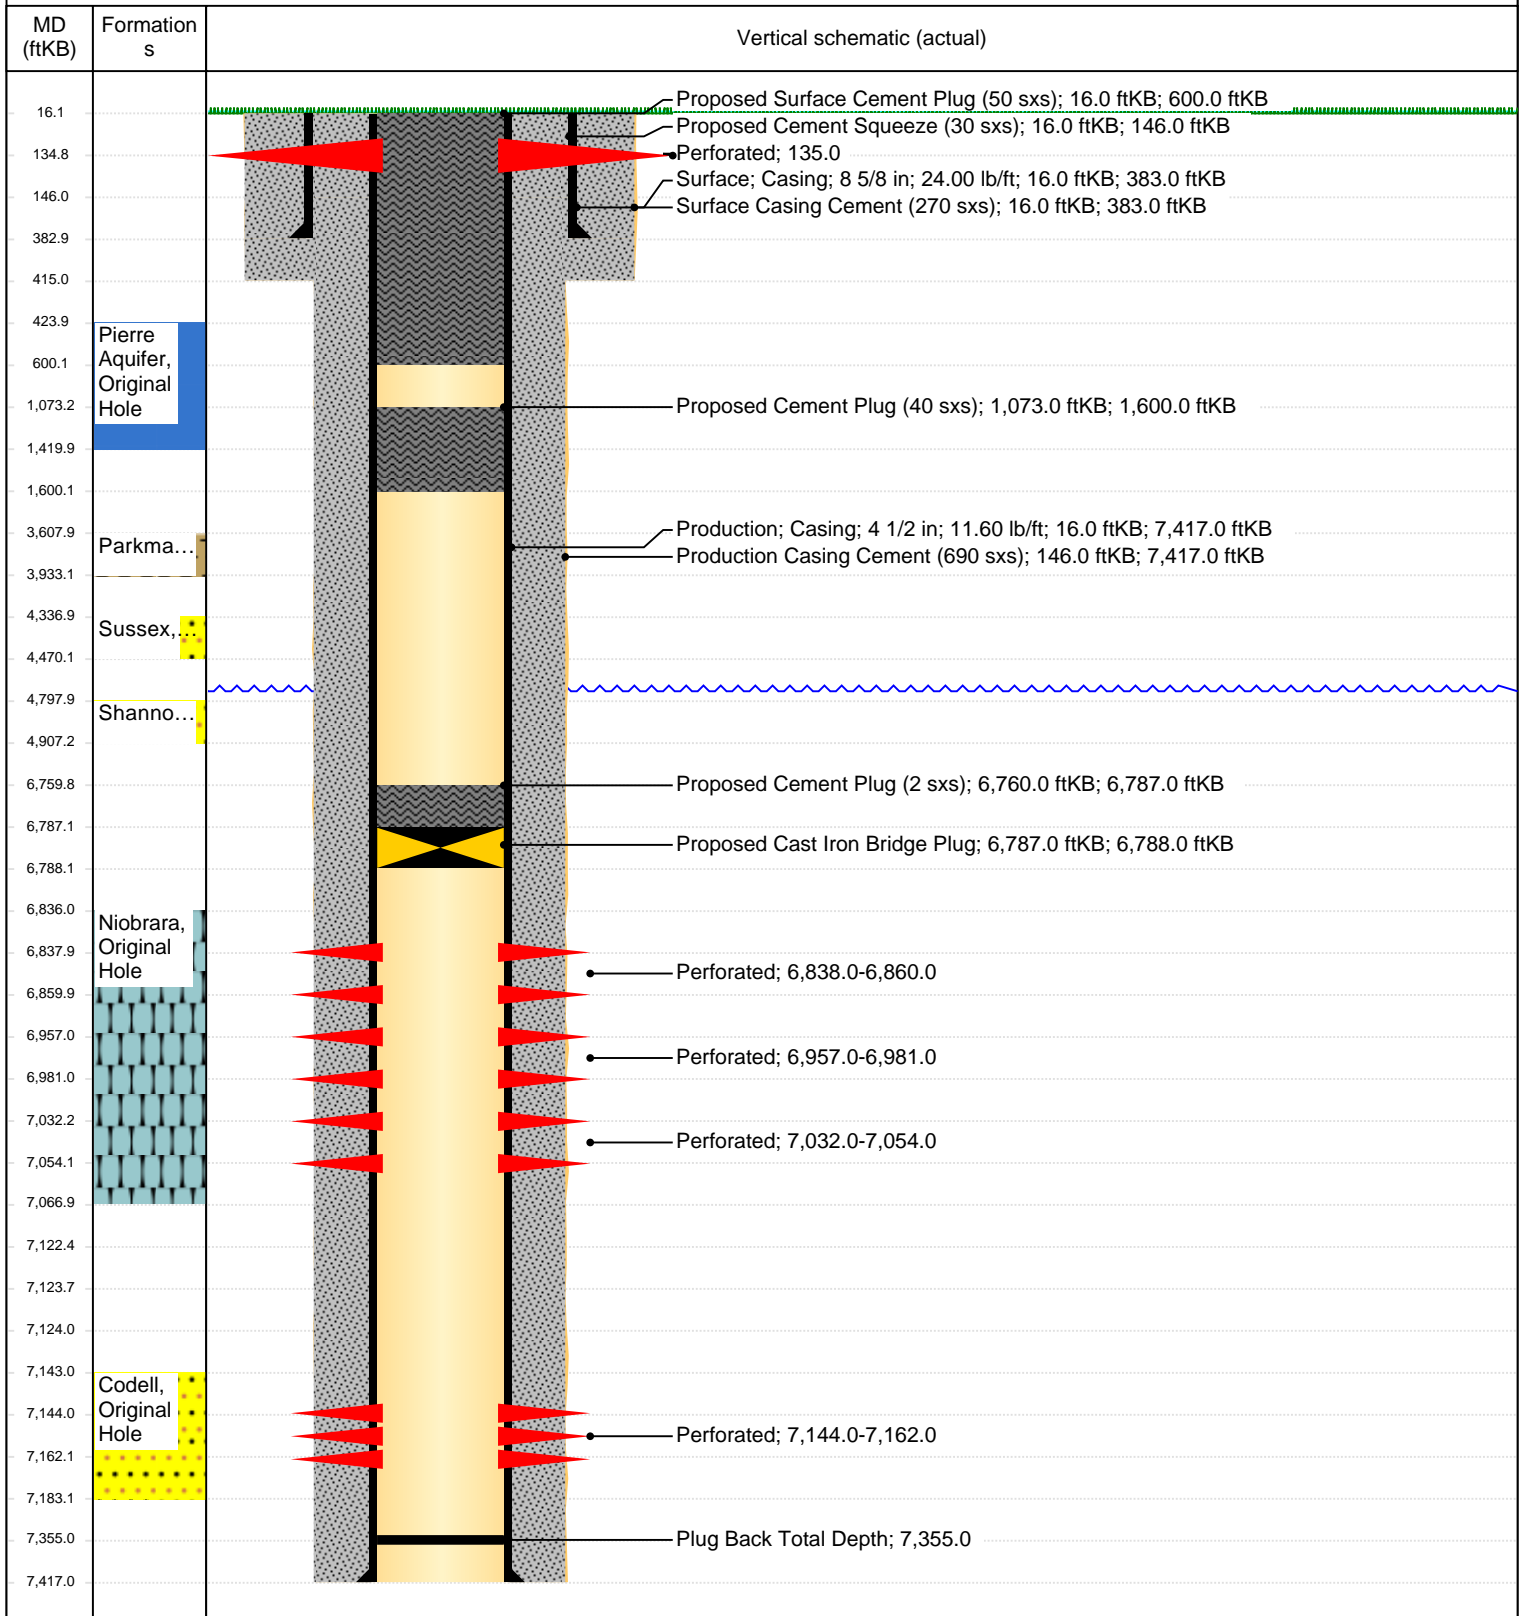 MD
(ftKB)
Formation
s
Vertical schematic (actual)
16.1
134.8
146.0
382.9
415.0
423.9
600.1
1,073.2
1,419.9
1,600.1
3,607.9
3,933.1
4,336.9
4,470.1
4,797.9
4,907.2
6,759.8
6,787.1
6,788.1
6,836.0
6,837.9
6,859.9
6,957.0
6,981.0
7,032.2
7,054.1
7,066.9
7,122.4
7,123.7
7,124.0
7,143.0
7,144.0
7,162.1
7,183.1
7,355.0
7,417.0
Pierre
Aquifer,
Original
Hole
Parkma…
Sussex,…
Shanno…
Niobrara,
Original
Hole
Codell,
Original
Hole
Proposed Surface Cement Plug (50 sxs); 16.0 ftKB; 600.0 ftKB
Proposed Cement Squeeze (30 sxs); 16.0 ftKB; 146.0 ftKB
Perforated; 135.0
Surface; Casing; 8 5/8 in; 24.00 lb/ft; 16.0 ftKB; 383.0 ftKB
Surface Casing Cement (270 sxs); 16.0 ftKB; 383.0 ftKB
Proposed Cement Plug (40 sxs); 1,073.0 ftKB; 1,600.0 ftKB
Production; Casing; 4 1/2 in; 11.60 lb/ft; 16.0 ftKB; 7,417.0 ftKB
Production Casing Cement (690 sxs); 146.0 ftKB; 7,417.0 ftKB
Proposed Cement Plug (2 sxs); 6,760.0 ftKB; 6,787.0 ftKB
Proposed Cast Iron Bridge Plug; 6,787.0 ftKB; 6,788.0 ftKB
Perforated; 6,838.0-6,860.0
Perforated; 6,957.0-6,981.0
Perforated; 7,032.0-7,054.0
Perforated; 7,144.0-7,162.0
Plug Back Total Depth; 7,355.0